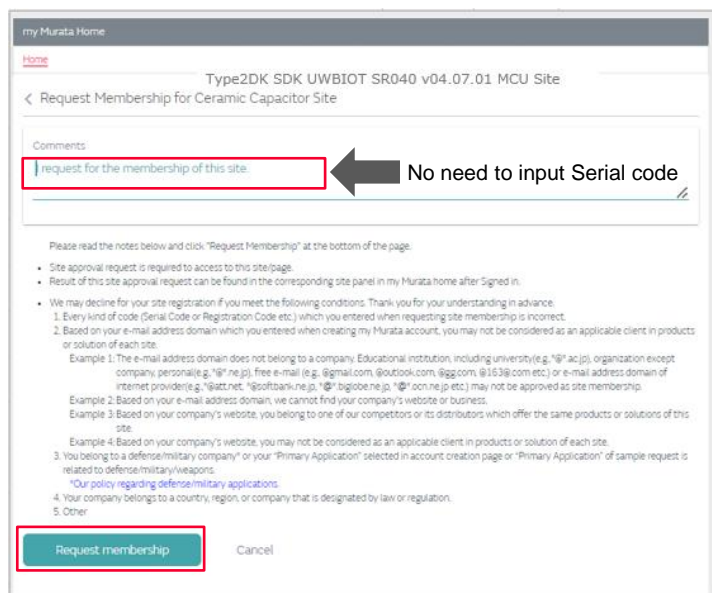 my Murata Home
Home
Type2DK SDK UWBIOT SR040 v04.07.01 MCU Site
< Request Membership for Ceramic Capacitor Site
Comments
I request for the membership of this site.
No need to input Serial code
Please read the notes below and click "Request Membership" at the bottom of the page.
• Site approval request is required to access to this site/page.
• Result of this site approval request can be found in the corresponding site panel in my Murata home after Signed in.
• We may decline for your site registration if you meet the following conditions. Thank you for your understanding in advance.
1. Every kind of code (Serial Code or Registration Code etc.) which you entered when requesting site membership is incorrect.
2. Based on your e-mail address domain which you entered when creating my Murata account, you may not be considered as an applicable client in products
or solution of each site.
Example 1: The e-mail address domain does not belong to a company. Educational institution, including university(e.g. *@*.ac.jp), organization except
company, personal(e.g. *@*.ne.jp), free e-mail (e.g. @gmail.com, @outlook.com, @qq.com, @163@.com etc.) or e-mail address domain of
internet provider(e.g. *@att.net, *@softbank.ne.jp, *@*.biglobe.ne.jp, *@*.ocn.ne.jp etc.) may not be approved as site membership.
Example 2: Based on your e-mail address domain, we cannot find your company's website or business.
Example 3: Based on your company's website, you belong to one of our competitors or its distributors which offer the same products or solutions of this
site.
Example 4: Based on your company's website, you may not be considered as an applicable client in products or solution of each site.
3. You belong to a defense/military company* or your "Primary Application" selected in account creation page or "Primary Application" of sample request is
related to defense/military/weapons.
*Our policy regarding defense/military applications.
4. Your company belongs to a country, region, or company that is designated by law or regulation.
5. Other
Request membership Cancel